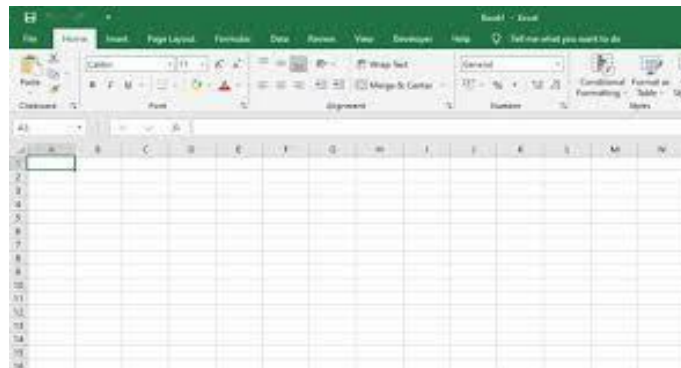 Book1 - Excel
File Home Insert Page Layout Formulas Data Review View Developer Help Tell me what you want to do
Calibri 11 Wrap Text General
Paste Merge & Center Conditional Formatting Format as Table
Clipboard Font Alignment Number Styles
A1
A B C D E F G H I J K L M N
1
2
3
4
5
6
7
8
9
10
11
12
13
14
15
16